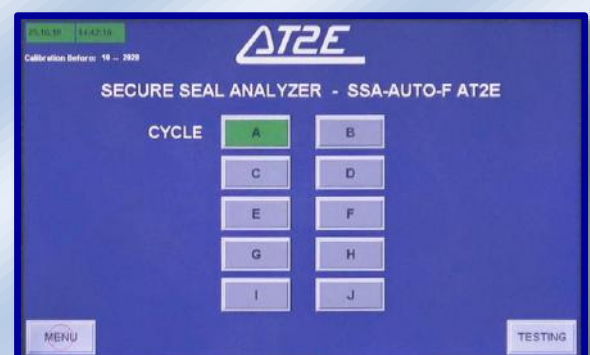 AT2E
Calibration Before: 10 - 2020
SECURE SEAL ANALYZER - SSA-AUTO-F AT2E
CYCLE A B
C D
E F
G H
I J
MENU TESTING